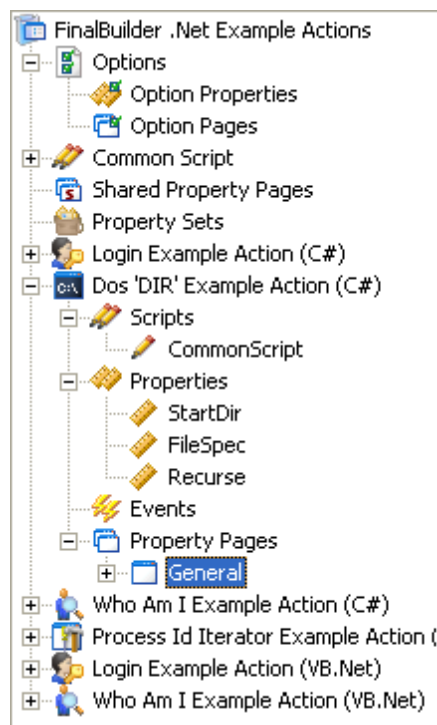 FinalBuilder .Net Example Actions
Options
Option Properties
Option Pages
Common Script
Shared Property Pages
Property Sets
Login Example Action (C#)
Dos 'DIR' Example Action (C#)
Scripts
CommonScript
Properties
StartDir
FileSpec
Recurse
Events
Property Pages
General
Who Am I Example Action (C#)
Process Id Iterator Example Action (
Login Example Action (VB.Net)
Who Am I Example Action (VB.Net)